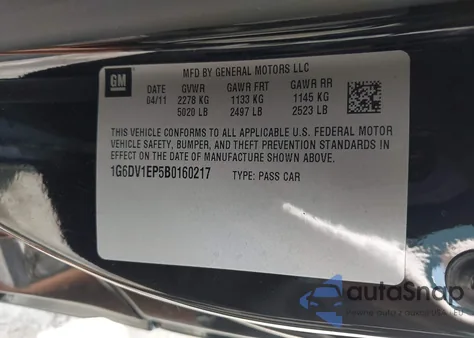 GM
MFD BY GENERAL MOTORS LLC
DATE GVWR GAWR FRT GAWR RR
04/11 2278 KG 1133 KG 1145 KG
5020 LB 2497 LB 2523 LB
THIS VEHICLE CONFORMS TO ALL APPLICABLE U.S. FEDERAL MOTOR
VEHICLE SAFETY, BUMPER, AND THEFT PREVENTION STANDARDS IN
EFFECT ON THE DATE OF MANUFACTURE SHOWN ABOVE.
1G6DV1EP5B0160217 TYPE: PASS CAR
autoSnap